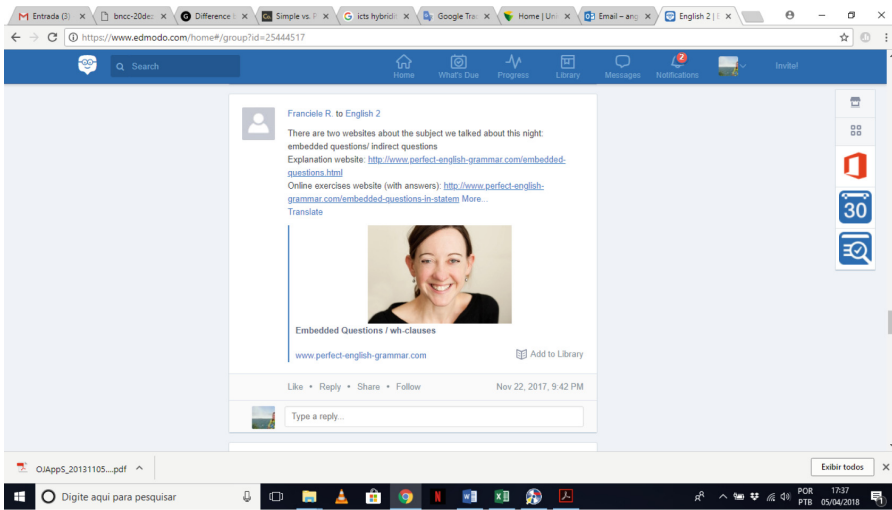 Entrada (3)
bncc-20dez
Difference
Simple vs. P
icts hybridi
Google Tra
Home | Uni
Email – ang
English 2 |
https://www.edmodo.com/home#/group?id=25444517
Search
Home
What's Due
Progress
Library
Messages
2
Notifications
Invite!
Franciele R. to English 2
There are two websites about the subject we talked about this night:
embedded questions/ indirect questions
Explanation website: http://www.perfect-english-grammar.com/embedded-
questions.html
Online exercises website (with answers): http://www.perfect-english-
grammar.com/embedded-questions-in-statem More...
Translate
30
Embedded Questions / wh-clauses
www.perfect-english-grammar.com
Add to Library
Like • Reply • Share • Follow
Nov 22, 2017, 9:42 PM
Type a reply...
OJAppS_20131105....pdf
Exibir todos
Digite aqui para pesquisar
POR 17:37
PTB 05/04/2018